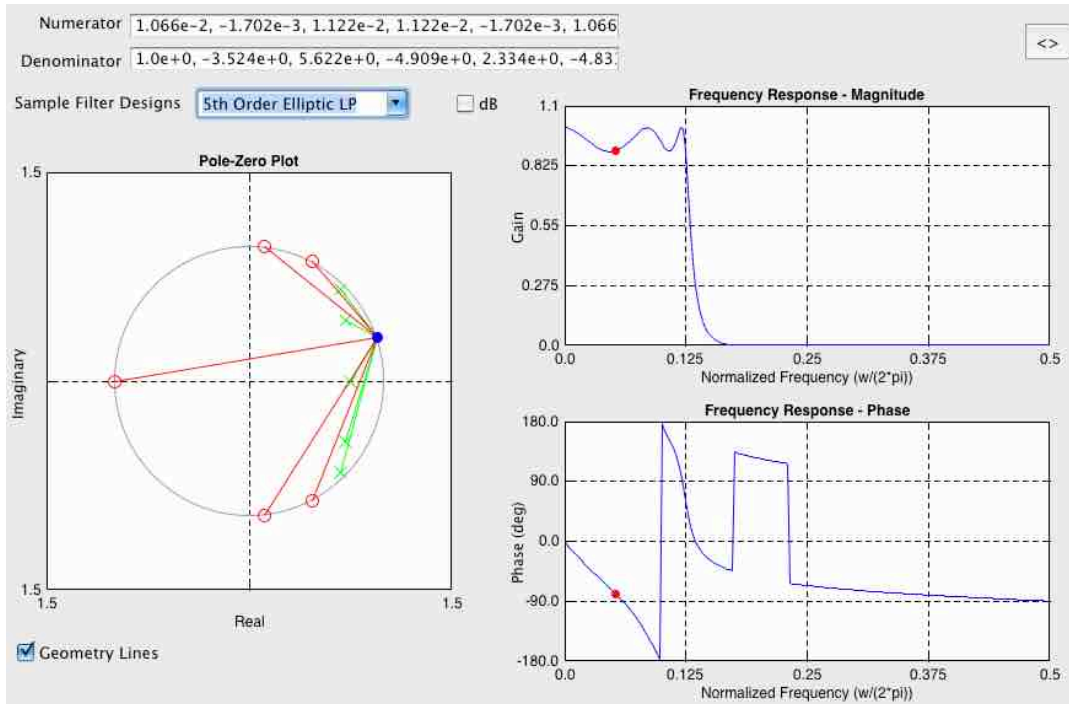 Numerator 1.066e-2, -1.702e-3, 1.122e-2, 1.122e-2, -1.702e-3, 1.066
<>
Denominator 1.0e+0, -3.524e+0, 5.622e+0, -4.909e+0, 2.334e+0, -4.83
Sample Filter Designs 5th Order Elliptic LP dB
Pole-Zero Plot
1.5
Imaginary
1.5
1.5 1.5
Real
Geometry Lines
Frequency Response - Magnitude
1.1
0.825
0.55
0.275
0.0
Gain
0.0 0.125 0.25 0.375 0.5
Normalized Frequency (w/(2*pi))
Frequency Response - Phase
180.0
90.0
0.0
-90.0
-180.0
Phase (deg)
0.0 0.125 0.25 0.375 0.5
Normalized Frequency (w/(2*pi))